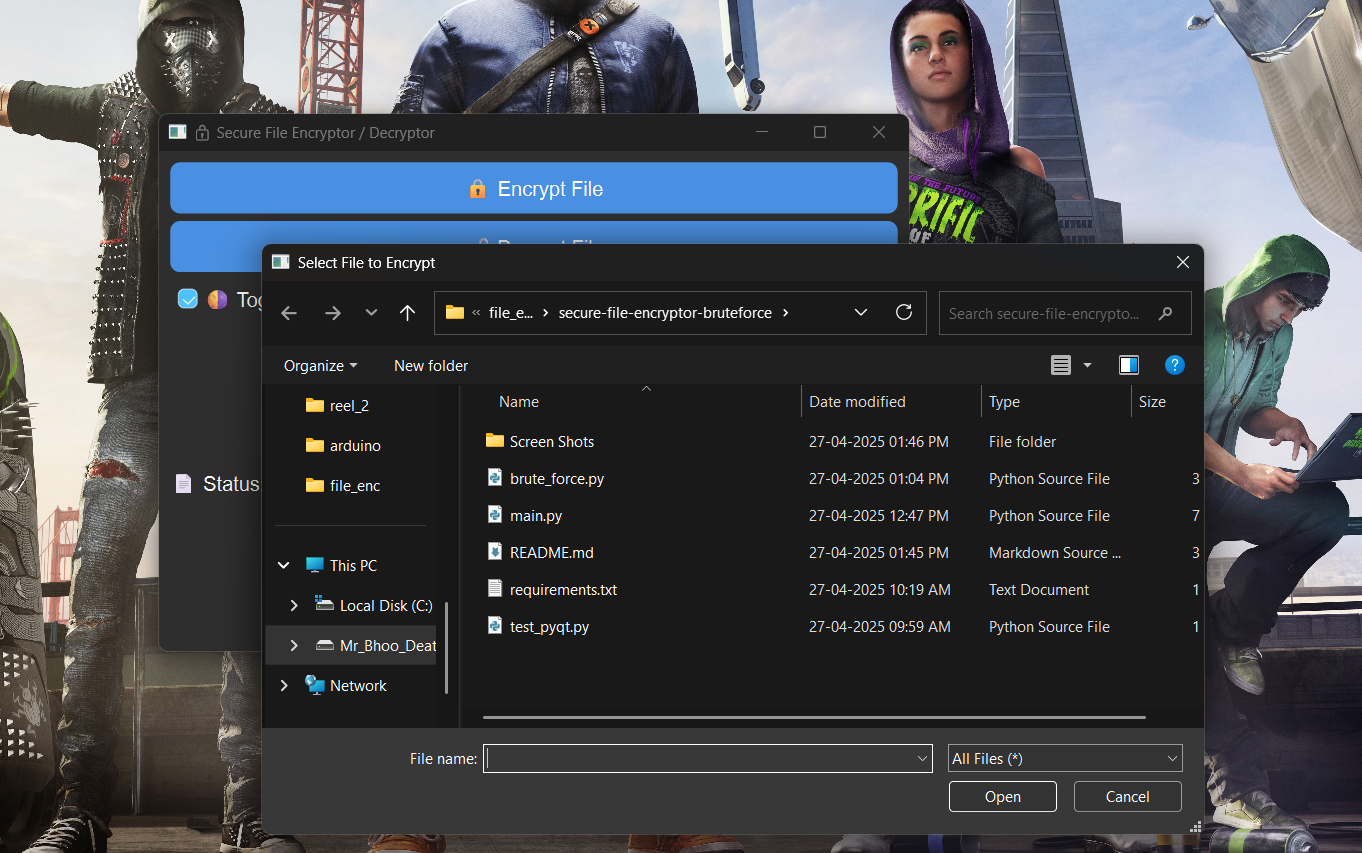 Secure File Encryptor / Decryptor
Encrypt File
Select File to Encrypt
Tog
Status
file_e... secure-file-encryptor-bruteforce
Search secure-file-encrypto...
Organize New folder
reel_2
arduino
file_enc
This PC
Local Disk (C:)
Mr_Bhoo_Deat
Network
Name Date modified Type Size
Screen Shots 27-04-2025 01:46 PM File folder
brute_force.py 27-04-2025 01:04 PM Python Source File 3
main.py 27-04-2025 12:47 PM Python Source File 7
README.md 27-04-2025 01:45 PM Markdown Source ... 3
requirements.txt 27-04-2025 10:19 AM Text Document 1
test_pyqt.py 27-04-2025 09:59 AM Python Source File 1
File name: All Files (*)
Open Cancel
OF THE FUTURE
RRIFIC
OF